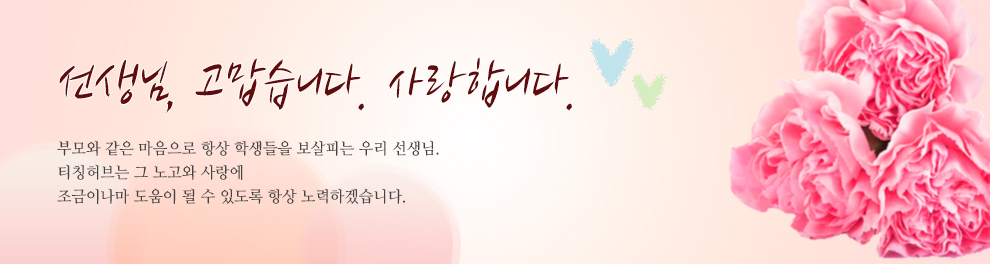 선생님, 고맙습니다. 사랑합니다.
부모와 같은 마음으로 항상 학생들을 보살피는 우리 선생님.
티칭허브는 그 노고와 사랑에
조금이나마 도움이 될 수 있도록 항상 노력하겠습니다.